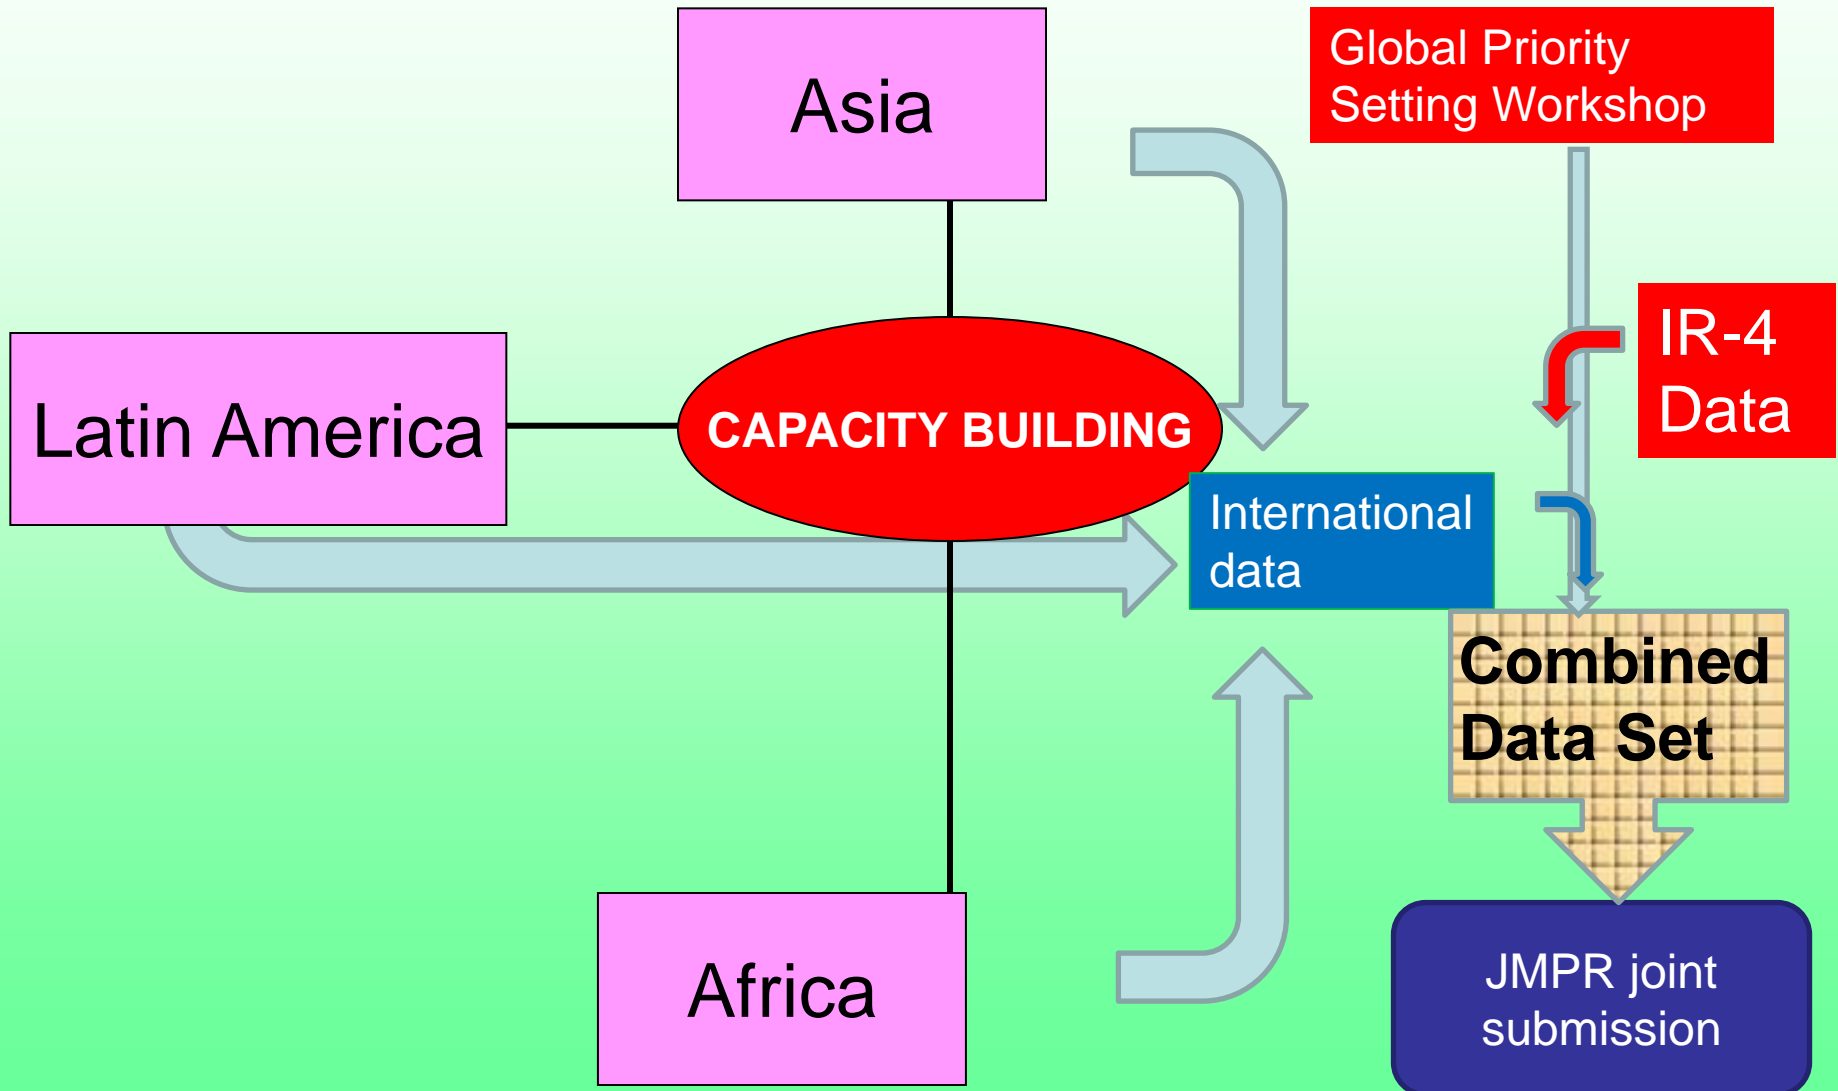 Asia
Global Priority
Setting Workshop
IR-4
Data
Latin America
CAPACITY BUILDING
International
data
Combined
Data Set
Africa
JMPR joint
submission